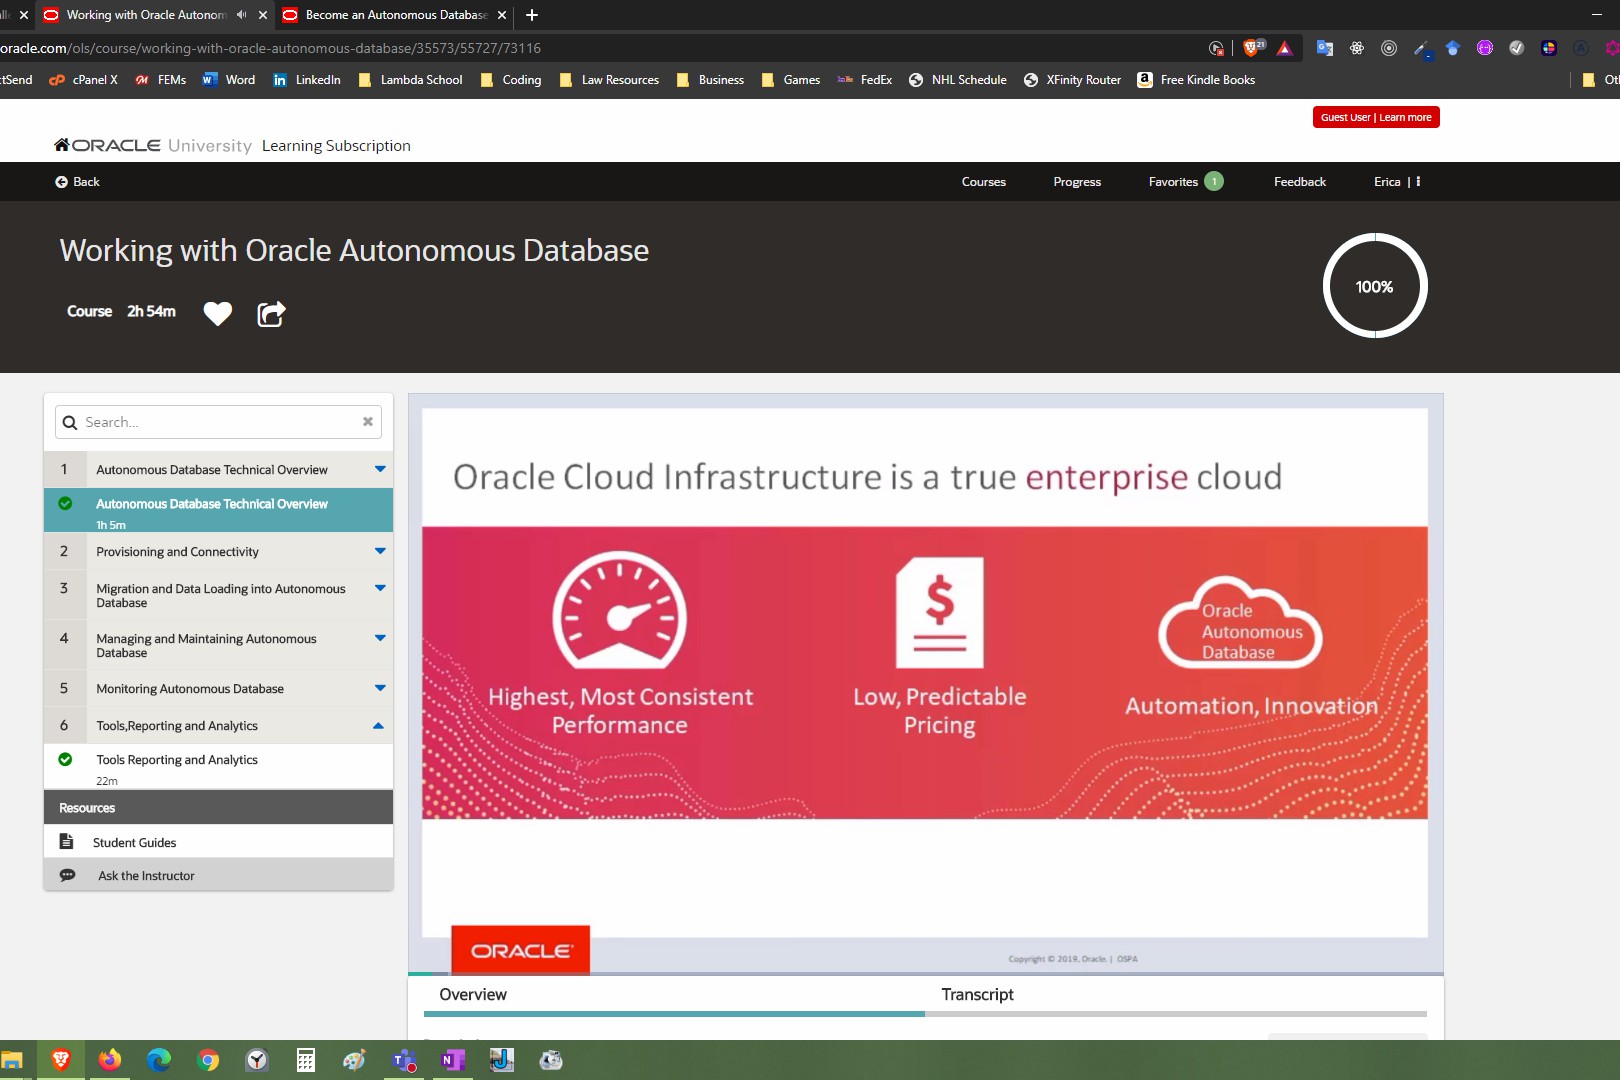 Working with Oracle Autonom
Become an Autonomous Database
oracle.com/ols/course/working-with-oracle-autonomous-database/35573/55727/73116
21
tSend
cPanel X
FEMs
Word
LinkedIn
Lambda School
Coding
Law Resources
Business
Games
FedEx
NHL Schedule
XFinity Router
Free Kindle Books
Guest User | Learn more
ORACLE University Learning Subscription
Back
Courses
Progress
Favorites 1
Feedback
Erica |
Working with Oracle Autonomous Database
Course 2h 54m
100%
Search...
1 Autonomous Database Technical Overview
Autonomous Database Technical Overview
1h 5m
2 Provisioning and Connectivity
3 Migration and Data Loading into Autonomous
Database
4 Managing and Maintaining Autonomous
Database
5 Monitoring Autonomous Database
6 Tools,Reporting and Analytics
Tools Reporting and Analytics
22m
Resources
Student Guides
Ask the Instructor
Oracle Cloud Infrastructure is a true enterprise cloud
$
Highest, Most Consistent
Performance
Low, Predictable
Pricing
Oracle
Autonomous
Database
Automation, Innovation
ORACLE
Copyright © 2019, Oracle. | OSPA
Overview
Transcript